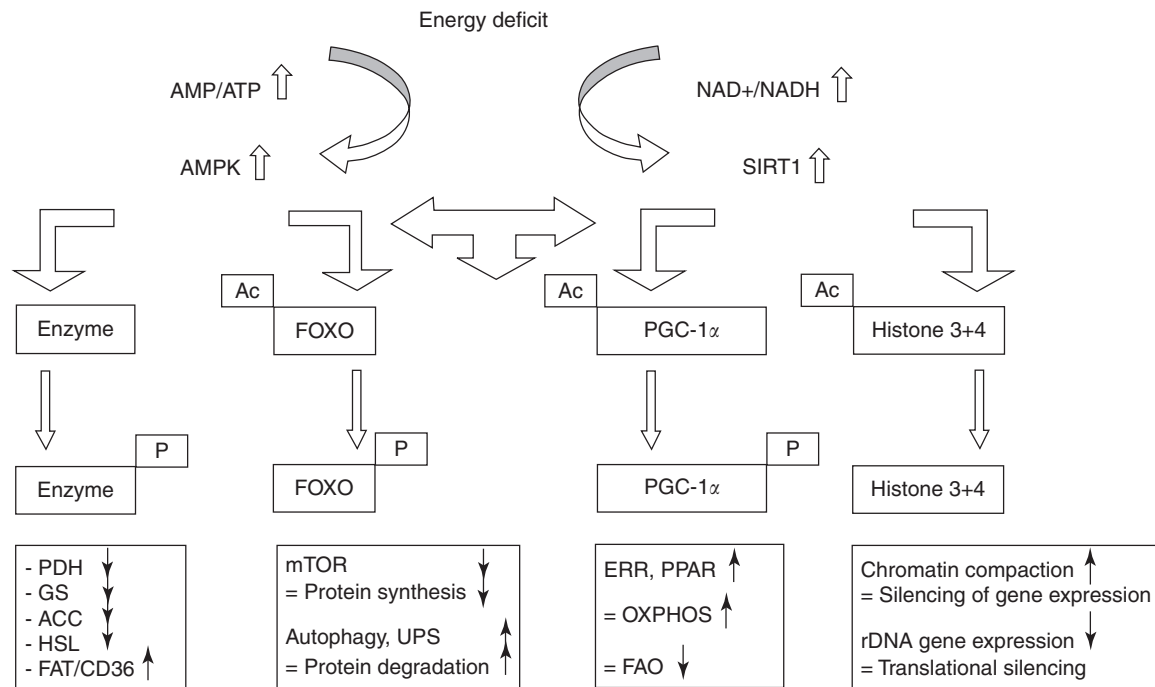 Energy deficit
AMP/ATP
NAD+/NADH
AMPK
SIRT1
Ac
Ac
Ac
Enzyme
FOXO
PGC-1α
Histone 3+4
P
P
P
Enzyme
FOXO
PGC-1α
Histone 3+4
- PDH
- GS
- ACC
- HSL
- FAT/CD36
mTOR
= Protein synthesis
Autophagy, UPS
= Protein degradation
ERR, PPAR
= OXPHOS
= FAO
Chromatin compaction
= Silencing of gene expression
rDNA gene expression
= Translational silencing